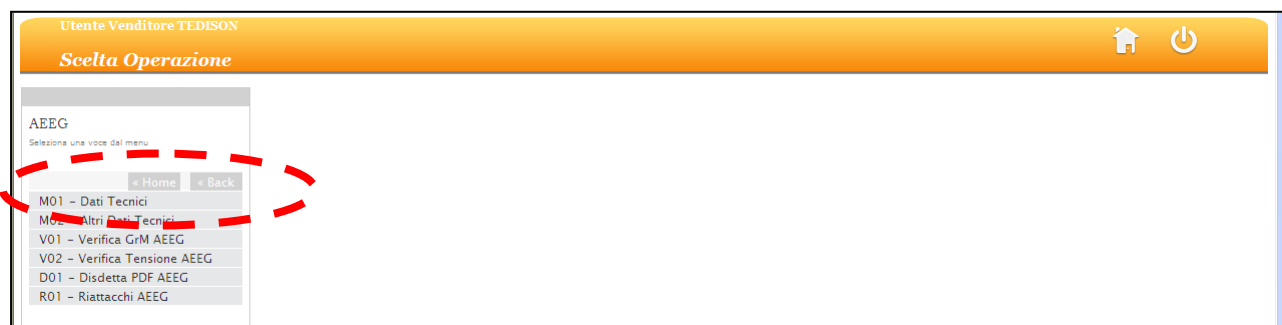 Utente Venditore TEDISON
Scelta Operazione
AEEG
Seleziona una voce dal menu
« Home « Back
M01 – Dati Tecnici
M02 – Altri Dati Tecnici
V01 – Verifica GrM AEEG
V02 – Verifica Tensione AEEG
D01 – Disdetta PDF AEEG
R01 – Riattacchi AEEG